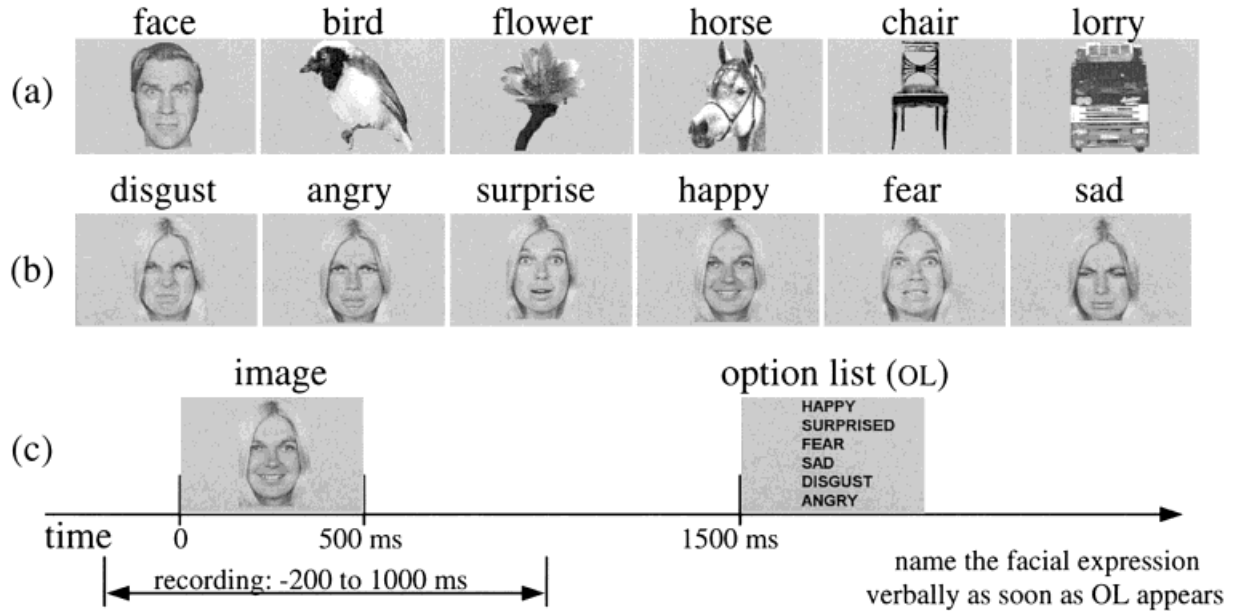 face bird flower horse chair lorry
(a)
disgust angry surprise happy fear sad
(b)
image option list (OL)
(c)
HAPPY
SURPRISED
FEAR
SAD
DISGUST
ANGRY
time 0 500 ms 1500 ms
recording: -200 to 1000 ms
name the facial expression
verbally as soon as OL appears